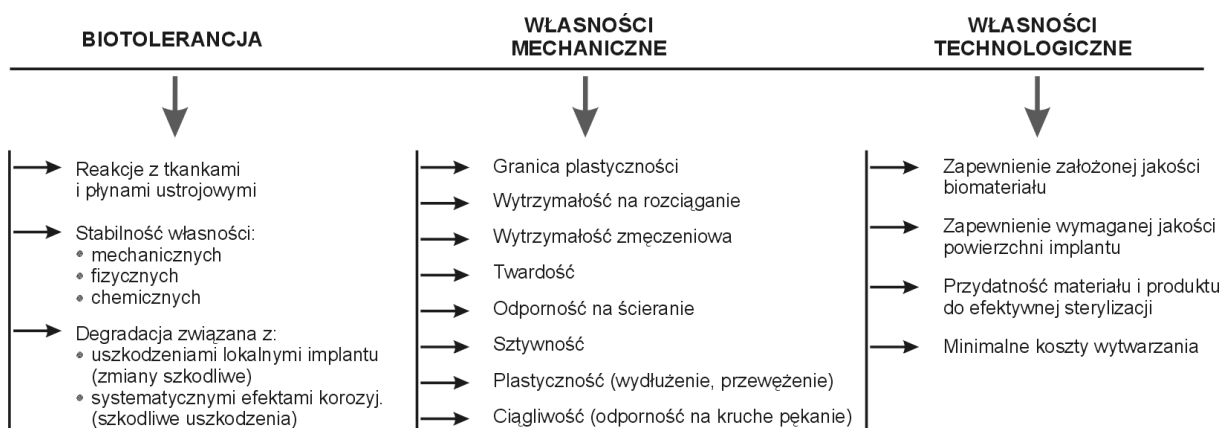 BIOTOLERANCJA
WŁASNOŚCI
MECHANICZNE
WŁASNOŚCI
TECHNOLOGICZNE
Reakcje z tkankami
i płynami ustrojowymi
Stabilność własności:
• mechanicznych
• fizycznych
• chemicznych
Degradacja związana z:
• uszkodzeniami lokalnymi implantu
(zmiany szkodliwe)
• systematycznymi efektami korozyj.
(szkodliwe uszkodzenia)
Granica plastyczności
Wytrzymałość na rozciąganie
Wytrzymałość zmęczeniowa
Twardość
Odporność na ścieranie
Sztywność
Plastyczność (wydłużenie, przewężenie)
Ciągliwość (odporność na kruche pękanie)
Zapewnienie założonej jakości
biomateriału
Zapewnienie wymaganej jakości
powierzchni implantu
Przydatność materiału i produktu
do efektywnej sterylizacji
Minimalne koszty wytwarzania